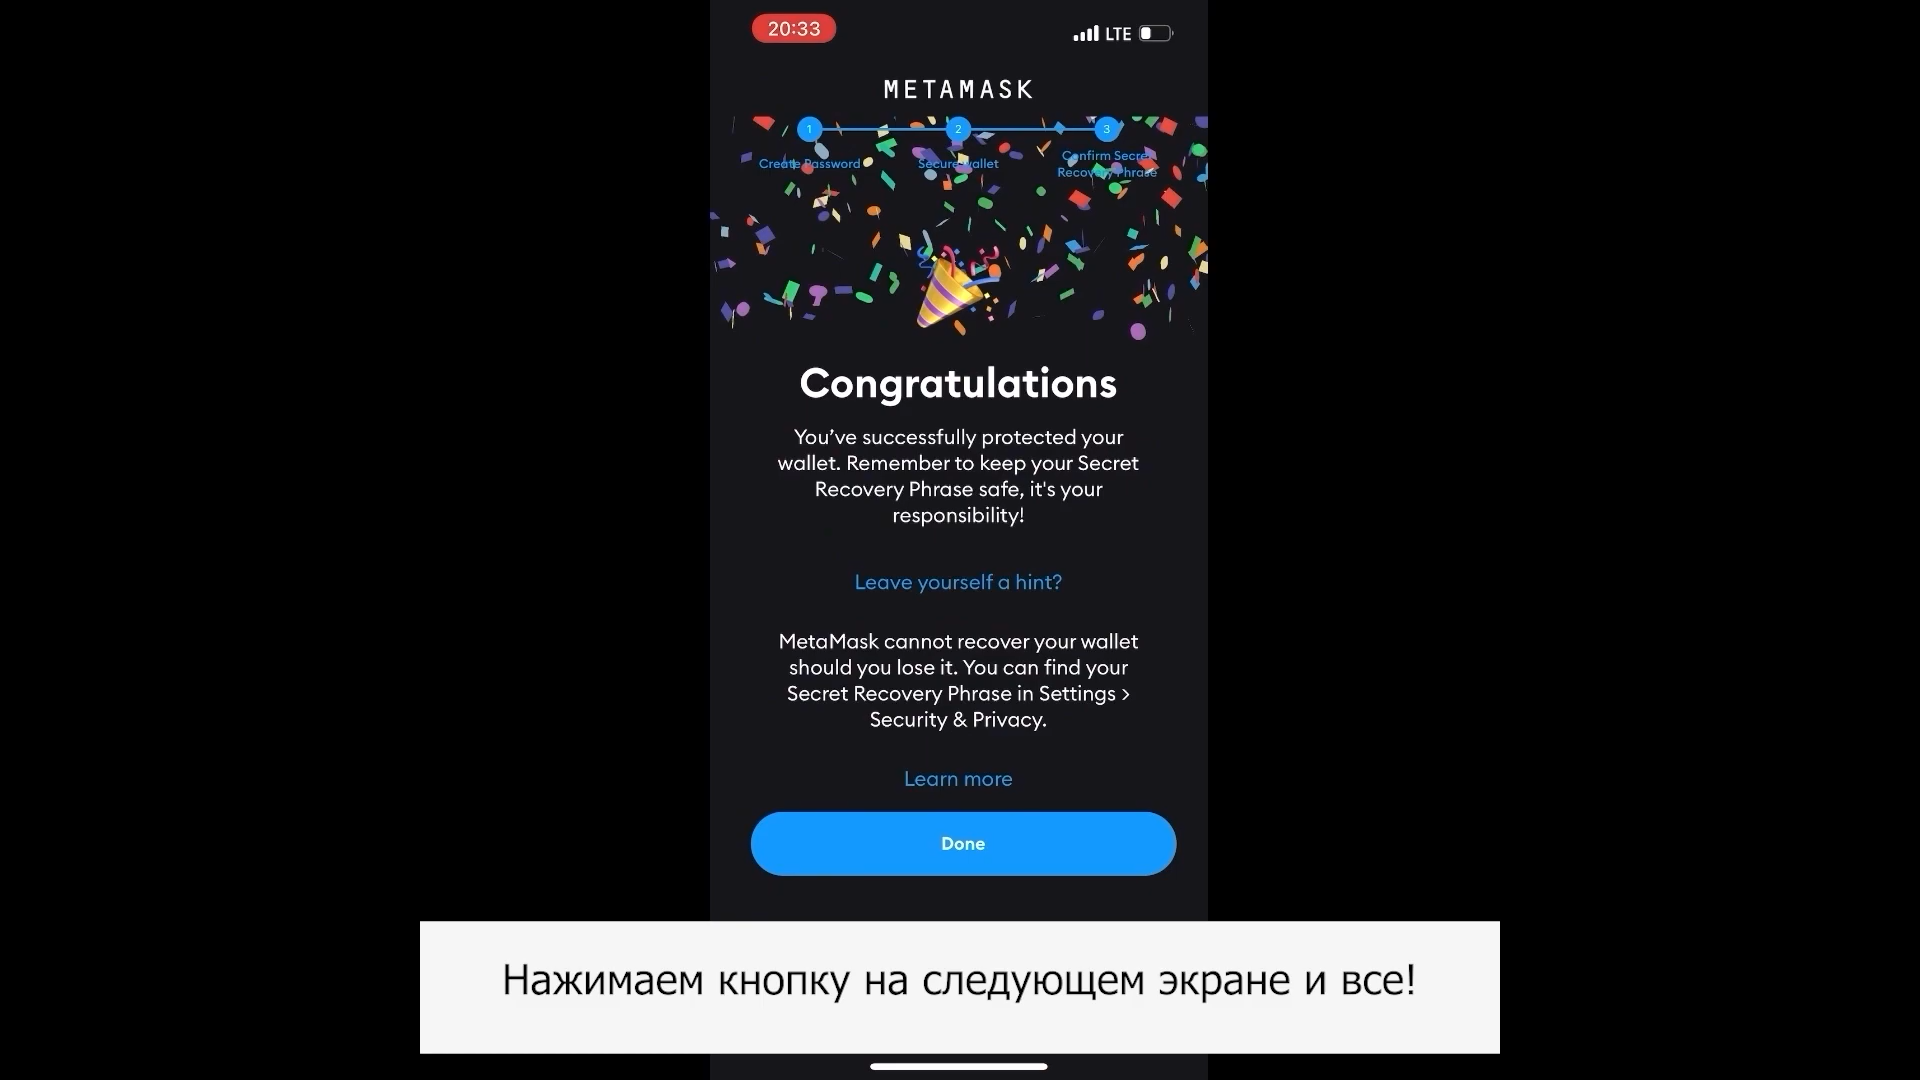 20:33
LTE
METAMASK
1
2
3
Create Password
Secure wallet
Confirm Secret
Recovery Phrase
Congratulations
You’ve successfully protected your
wallet. Remember to keep your Secret
Recovery Phrase safe, it's your
responsibility!
Leave yourself a hint?
MetaMask cannot recover your wallet
should you lose it. You can find your
Secret Recovery Phrase in Settings >
Security & Privacy.
Learn more
Done
Нажимаем кнопку на следующем экране и все!